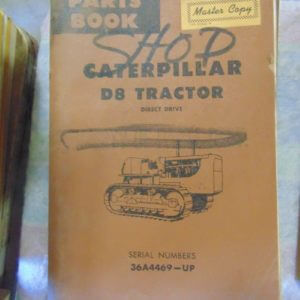 PARTS
BOOK
Master Copy
SHOP
CATERPILLAR
D8 TRACTOR
DIRECT DRIVE
SERIAL NUMBERS
36A4469—UP